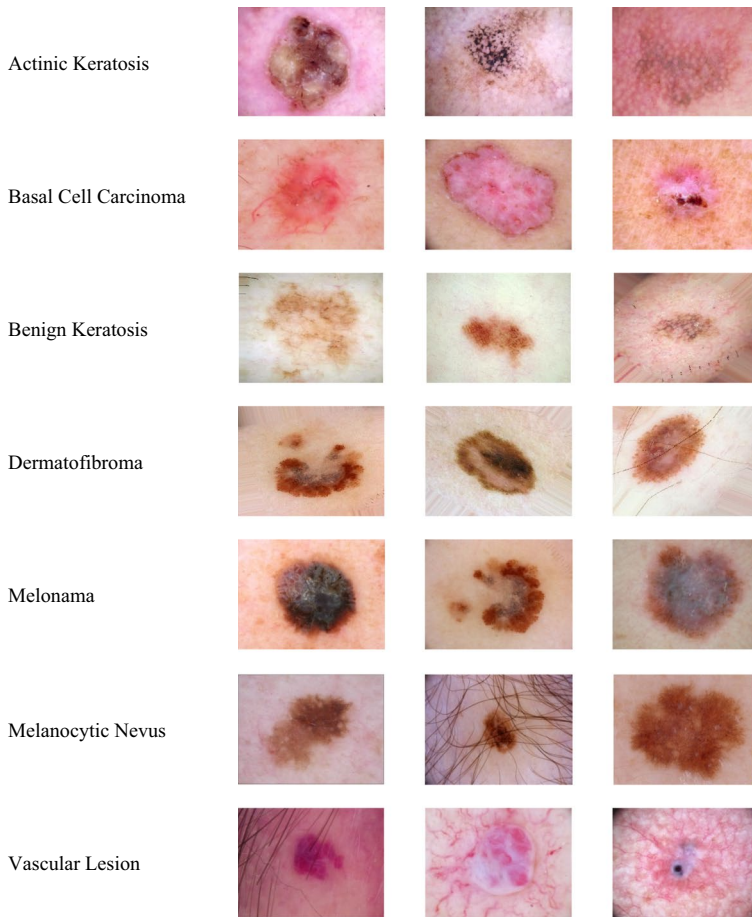 Actinic Keratosis
Basal Cell Carcinoma
Benign Keratosis
Dermatofibroma
Melonama
Melanocytic Nevus
Vascular Lesion